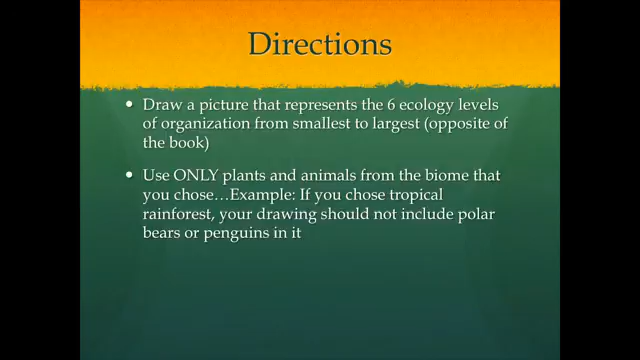 Directions
• Draw a picture that represents the 6 ecology levels
of organization from smallest to largest (opposite of
the book)
• Use ONLY plants and animals from the biome that
you chose…Example: If you chose tropical
rainforest, your drawing should not include polar
bears or penguins in it